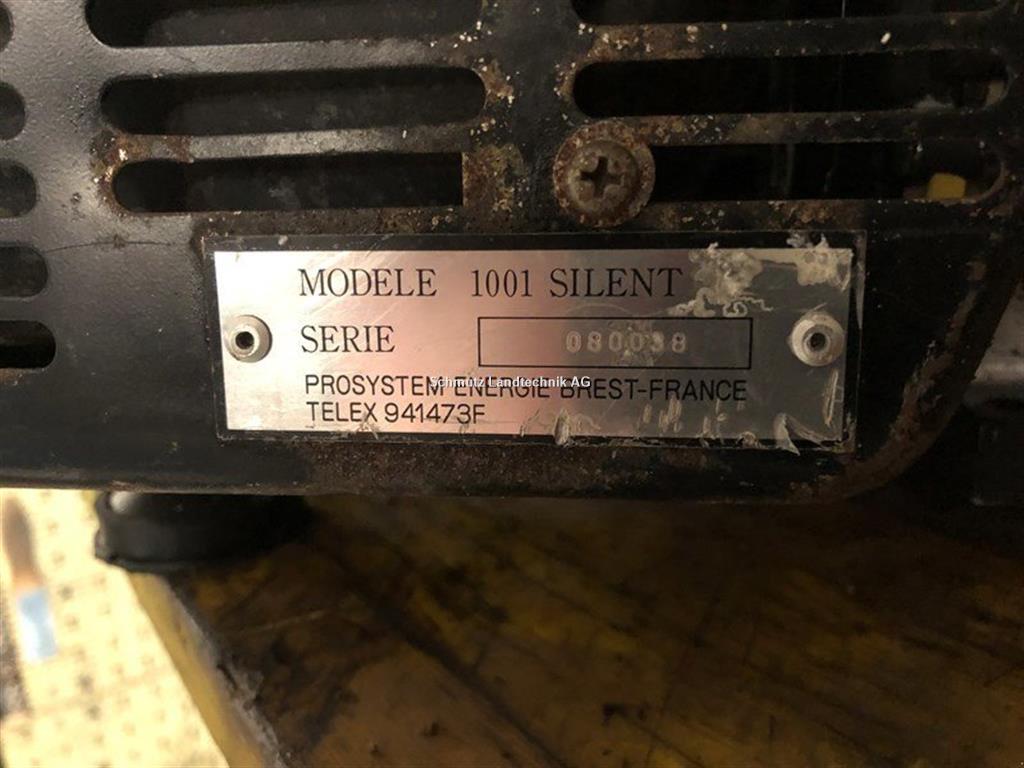 MODELE 1001 SILENT
SERIE 080038
Schmutz Landtechnik AG
PROSYSTEM ENERGIE BREST-FRANCE
TELEX 941473F